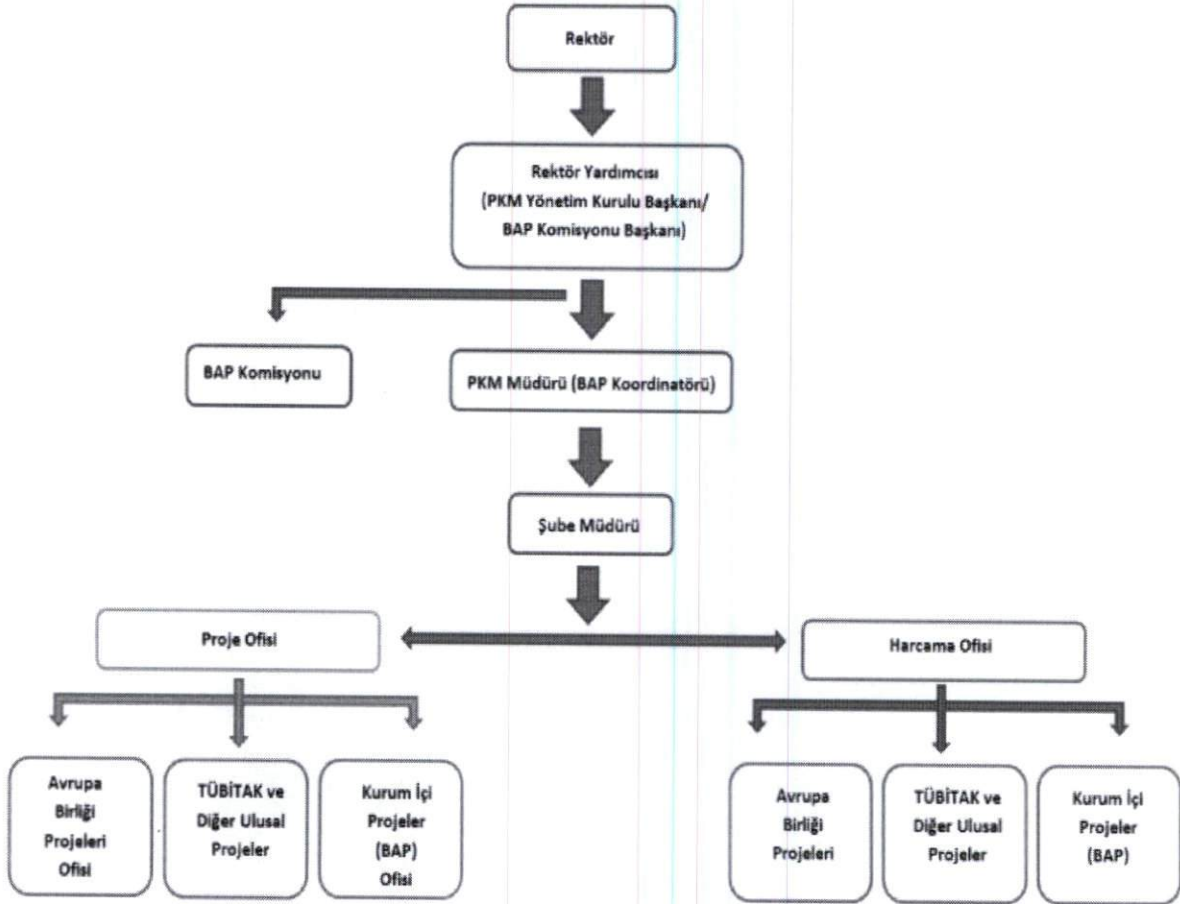 Rektör
Rektör Yardımcısı
(PKM Yönetim Kurulu Başkanı/
BAP Komisyonu Başkanı)
BAP Komisyonu
PKM Müdürü (BAP Koordinatörü)
Şube Müdürü
Proje Ofisi
Harcama Ofisi
Avrupa
Birliği
Projeleri
Ofisi
TÜBİTAK ve
Diğer Ulusal
Projeler
Kurum İçi
Projeler
(BAP)
Ofisi
Avrupa
Birliği
Projeleri
TÜBİTAK ve
Diğer Ulusal
Projeler
Kurum İçi
Projeler
(BAP)